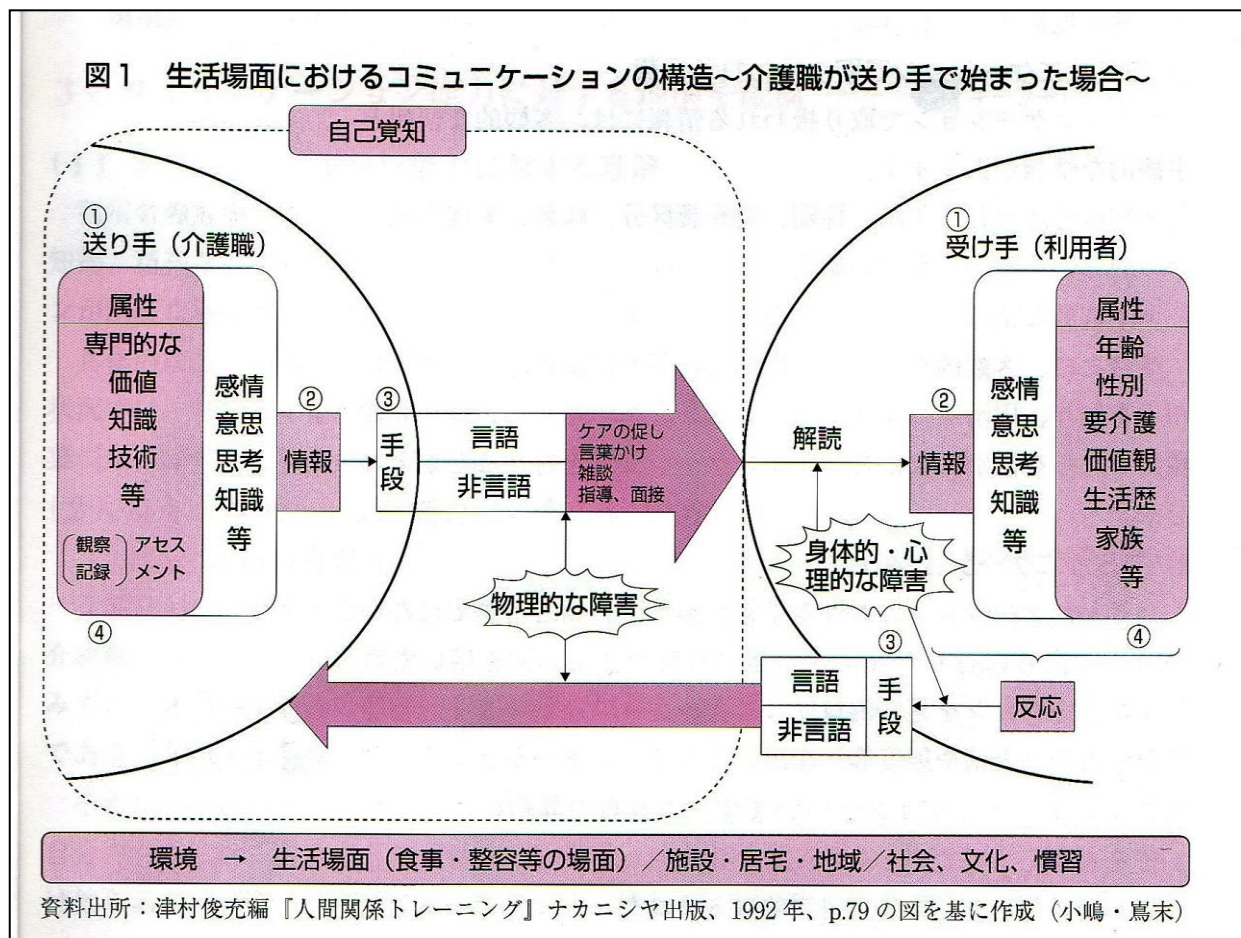 図1 生活場面におけるコミュニケーションの構造~介護職が送り手で始まった場合~
自己覚知
①
送り手(介護職)
属性
専門的な
価値
知識
技術
等
観察
記録
アセス
メント
④
感情
意思
思考
知識
等
②
情報
③
手段
言語
非言語
ケアの促し
言葉かけ
雑談
指導、面接
物理的な障害
解読
身体的・心
理的な障害
①
受け手(利用者)
②
情報
感情
意思
思考
知識
等
属性
年齢
性別
要介護
価値観
生活歴
家族
等
④
反応
③
手段
言語
非言語
環境 → 生活場面(食事・整容等の場面)/施設・居宅・地域/社会、文化、慣習
資料出所:津村俊充編『人間関係トレーニング』ナカニシヤ出版、1992年、p.79の図を基に作成(小嶋・嶌末)